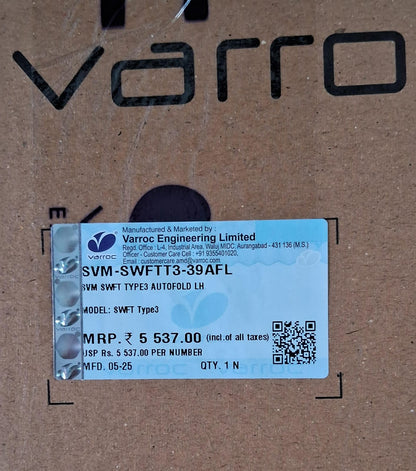 varro
varroc
Manufactured & Marketed by :
Varroc Engineering Limited
Regd. Office : L-4, Industrial Area, Waluj MIDC, Aurangabad - 431 136 (M.S.)
Officer - Customer Care Cell : +91 9355401020,
Email : customercare.amd@varroc.com
SVM-SWFTT3-39AFL
SVM SWFT TYPE3 AUTOFOLD LH
MODEL: SWFT Type3
MRP.₹ 5 537.00 (incl.of all taxes)
USP Rs. 5 537.00 PER NUMBER
MFD. 05-25 QTY. 1 N
varroc